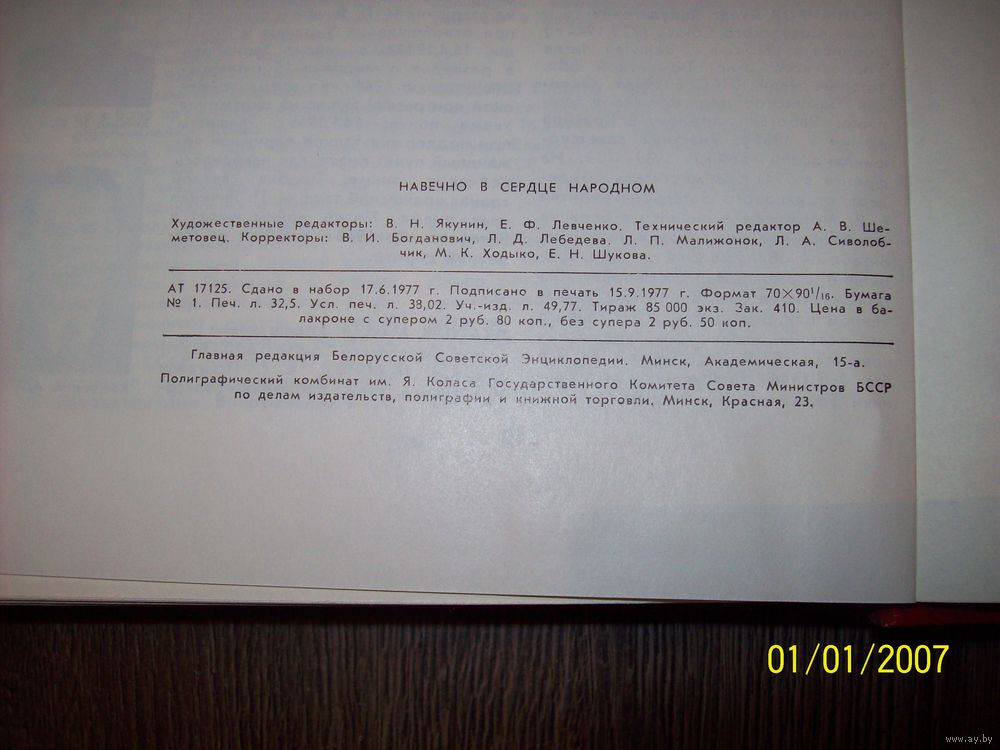 НАВЕЧНО В СЕРДЦЕ НАРОДНОМ
Художественные редакторы: В. Н. Якунин, Е. Ф. Левченко. Технический редактор А. В. Ше-
метовец. Корректоры: В. И. Богданович, Л. Д. Лебедева. Л. П. Малижонок, Л. А. Сиволоб-
чик, М. К. Ходыко, Е. Н. Шукова.
АТ 17125. Сдано в набор 17.6.1977 г. Подписано в печать 15.9.1977 г. Формат 70×90¹/₁₆. Бумага
№ 1. Печ. л. 32,5. Усл. печ. л. 38,02. Уч.-изд. л. 49,77. Тираж 85 000 экз. Зак. 410. Цена в ба-
лакроне с супером 2 руб. 80 коп., без супера 2 руб. 50 коп.
Главная редакция Белорусской Советской Энциклопедии. Минск, Академическая, 15-а.
Полиграфический комбинат им. Я. Коласа Государственного Комитета Совета Министров БССР
по делам издательств, полиграфии и книжной торговли. Минск, Красная, 23.
01/01/2007
www.ay.by